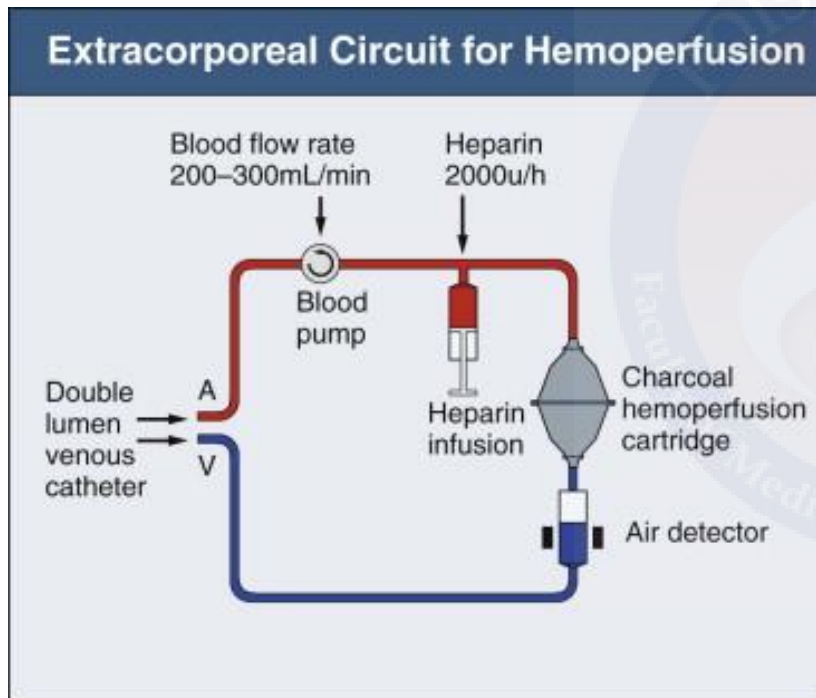 Extracorporeal Circuit for Hemoperfusion
Blood flow rate
200–300mL/min
Heparin
2000u/h
Blood
pump
Double
lumen
venous
catheter
A
V
Heparin
infusion
Charcoal
hemoperfusion
cartridge
Air detector